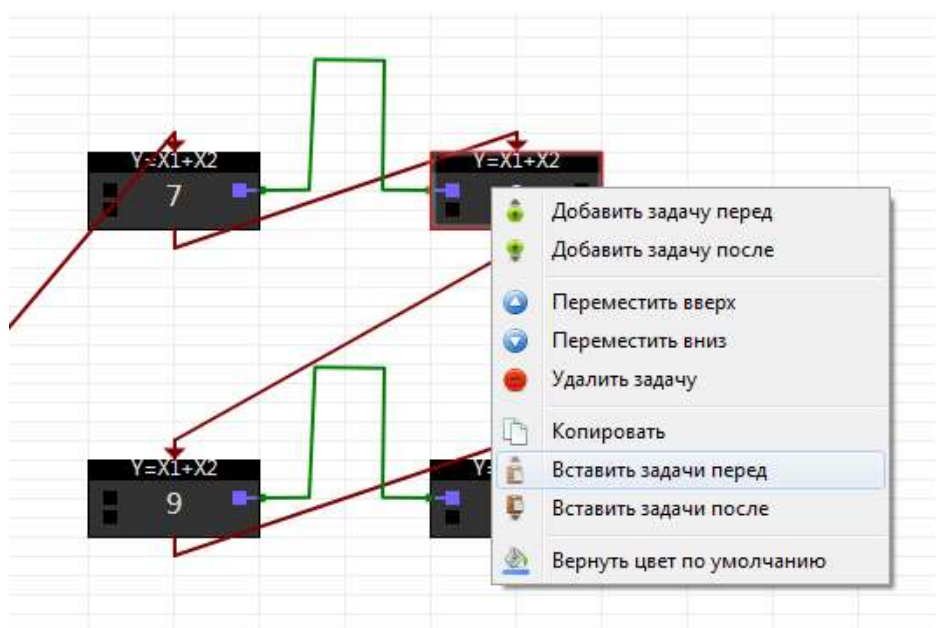 Y=X1+X2
Y=X1+X2
7
Добавить задачу перед
Добавить задачу после
Переместить вверх
Переместить вниз
Удалить задачу
Копировать
Вставить задачи перед
Вставить задачи после
Вернуть цвет по умолчанию
Y=X1+X2
9